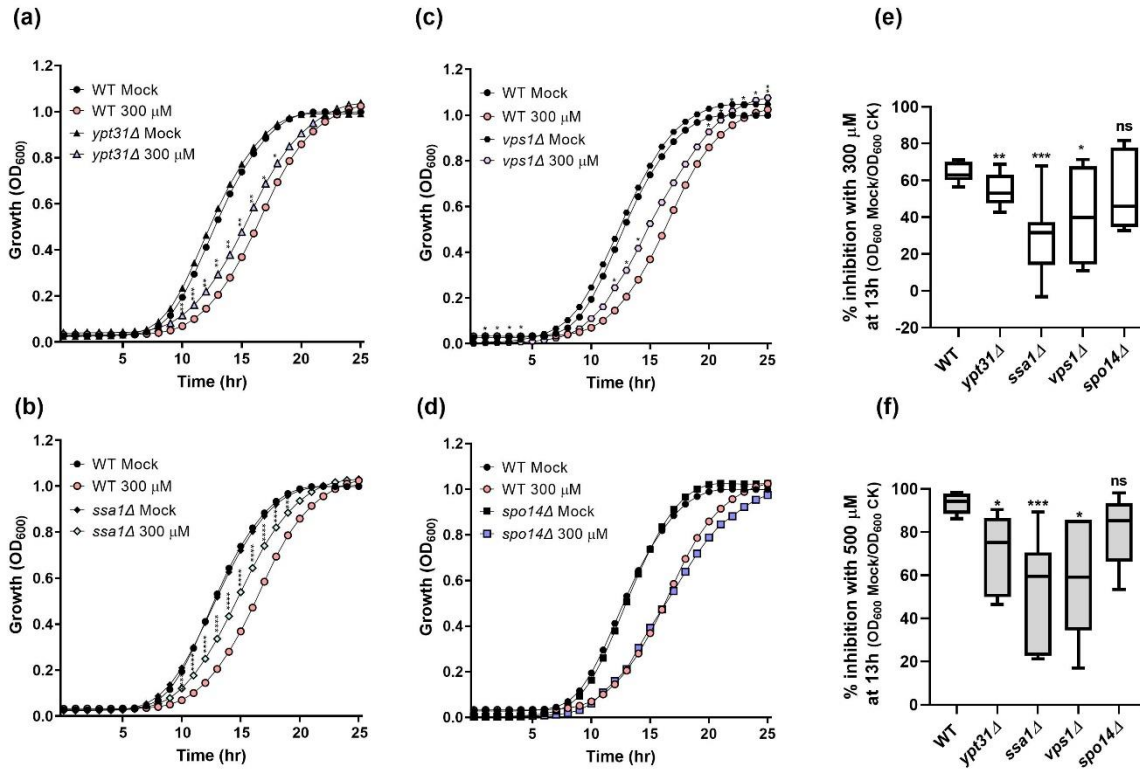 (a)
1.2
1.0
0.8
0.6
0.4
0.2
0.0
Growth (OD600)
WT Mock
WT 300 µM
ypt31Δ Mock
ypt31Δ 300 µM
5 10 15 20 25
Time (hr)
(b)
1.2
1.0
0.8
0.6
0.4
0.2
0.0
Growth (OD600)
WT Mock
WT 300 µM
ssa1Δ Mock
ssa1Δ 300 µM
5 10 15 20 25
Time (hr)
(c)
1.2
1.0
0.8
0.6
0.4
0.2
0.0
Growth (OD600)
WT Mock
WT 300 µM
vps1Δ Mock
vps1Δ 300 µM
5 10 15 20 25
Time (hr)
(d)
1.2
1.0
0.8
0.6
0.4
0.2
0.0
Growth (OD600)
WT Mock
WT 300 µM
spo14Δ Mock
spo14Δ 300 µM
5 10 15 20 25
Time (hr)
(e)
% inhibition with 300 µM
at 13h (OD600 Mock/OD600 CK)
100
80
60
40
20
0
-20
** *** * ns
WT ypt31Δ ssa1Δ vps1Δ spo14Δ
(f)
% inhibition with 500 µM
at 13h (OD600 Mock/OD600 CK)
100
80
60
40
20
0
* *** * ns
WT ypt31Δ ssa1Δ vps1Δ spo14Δ